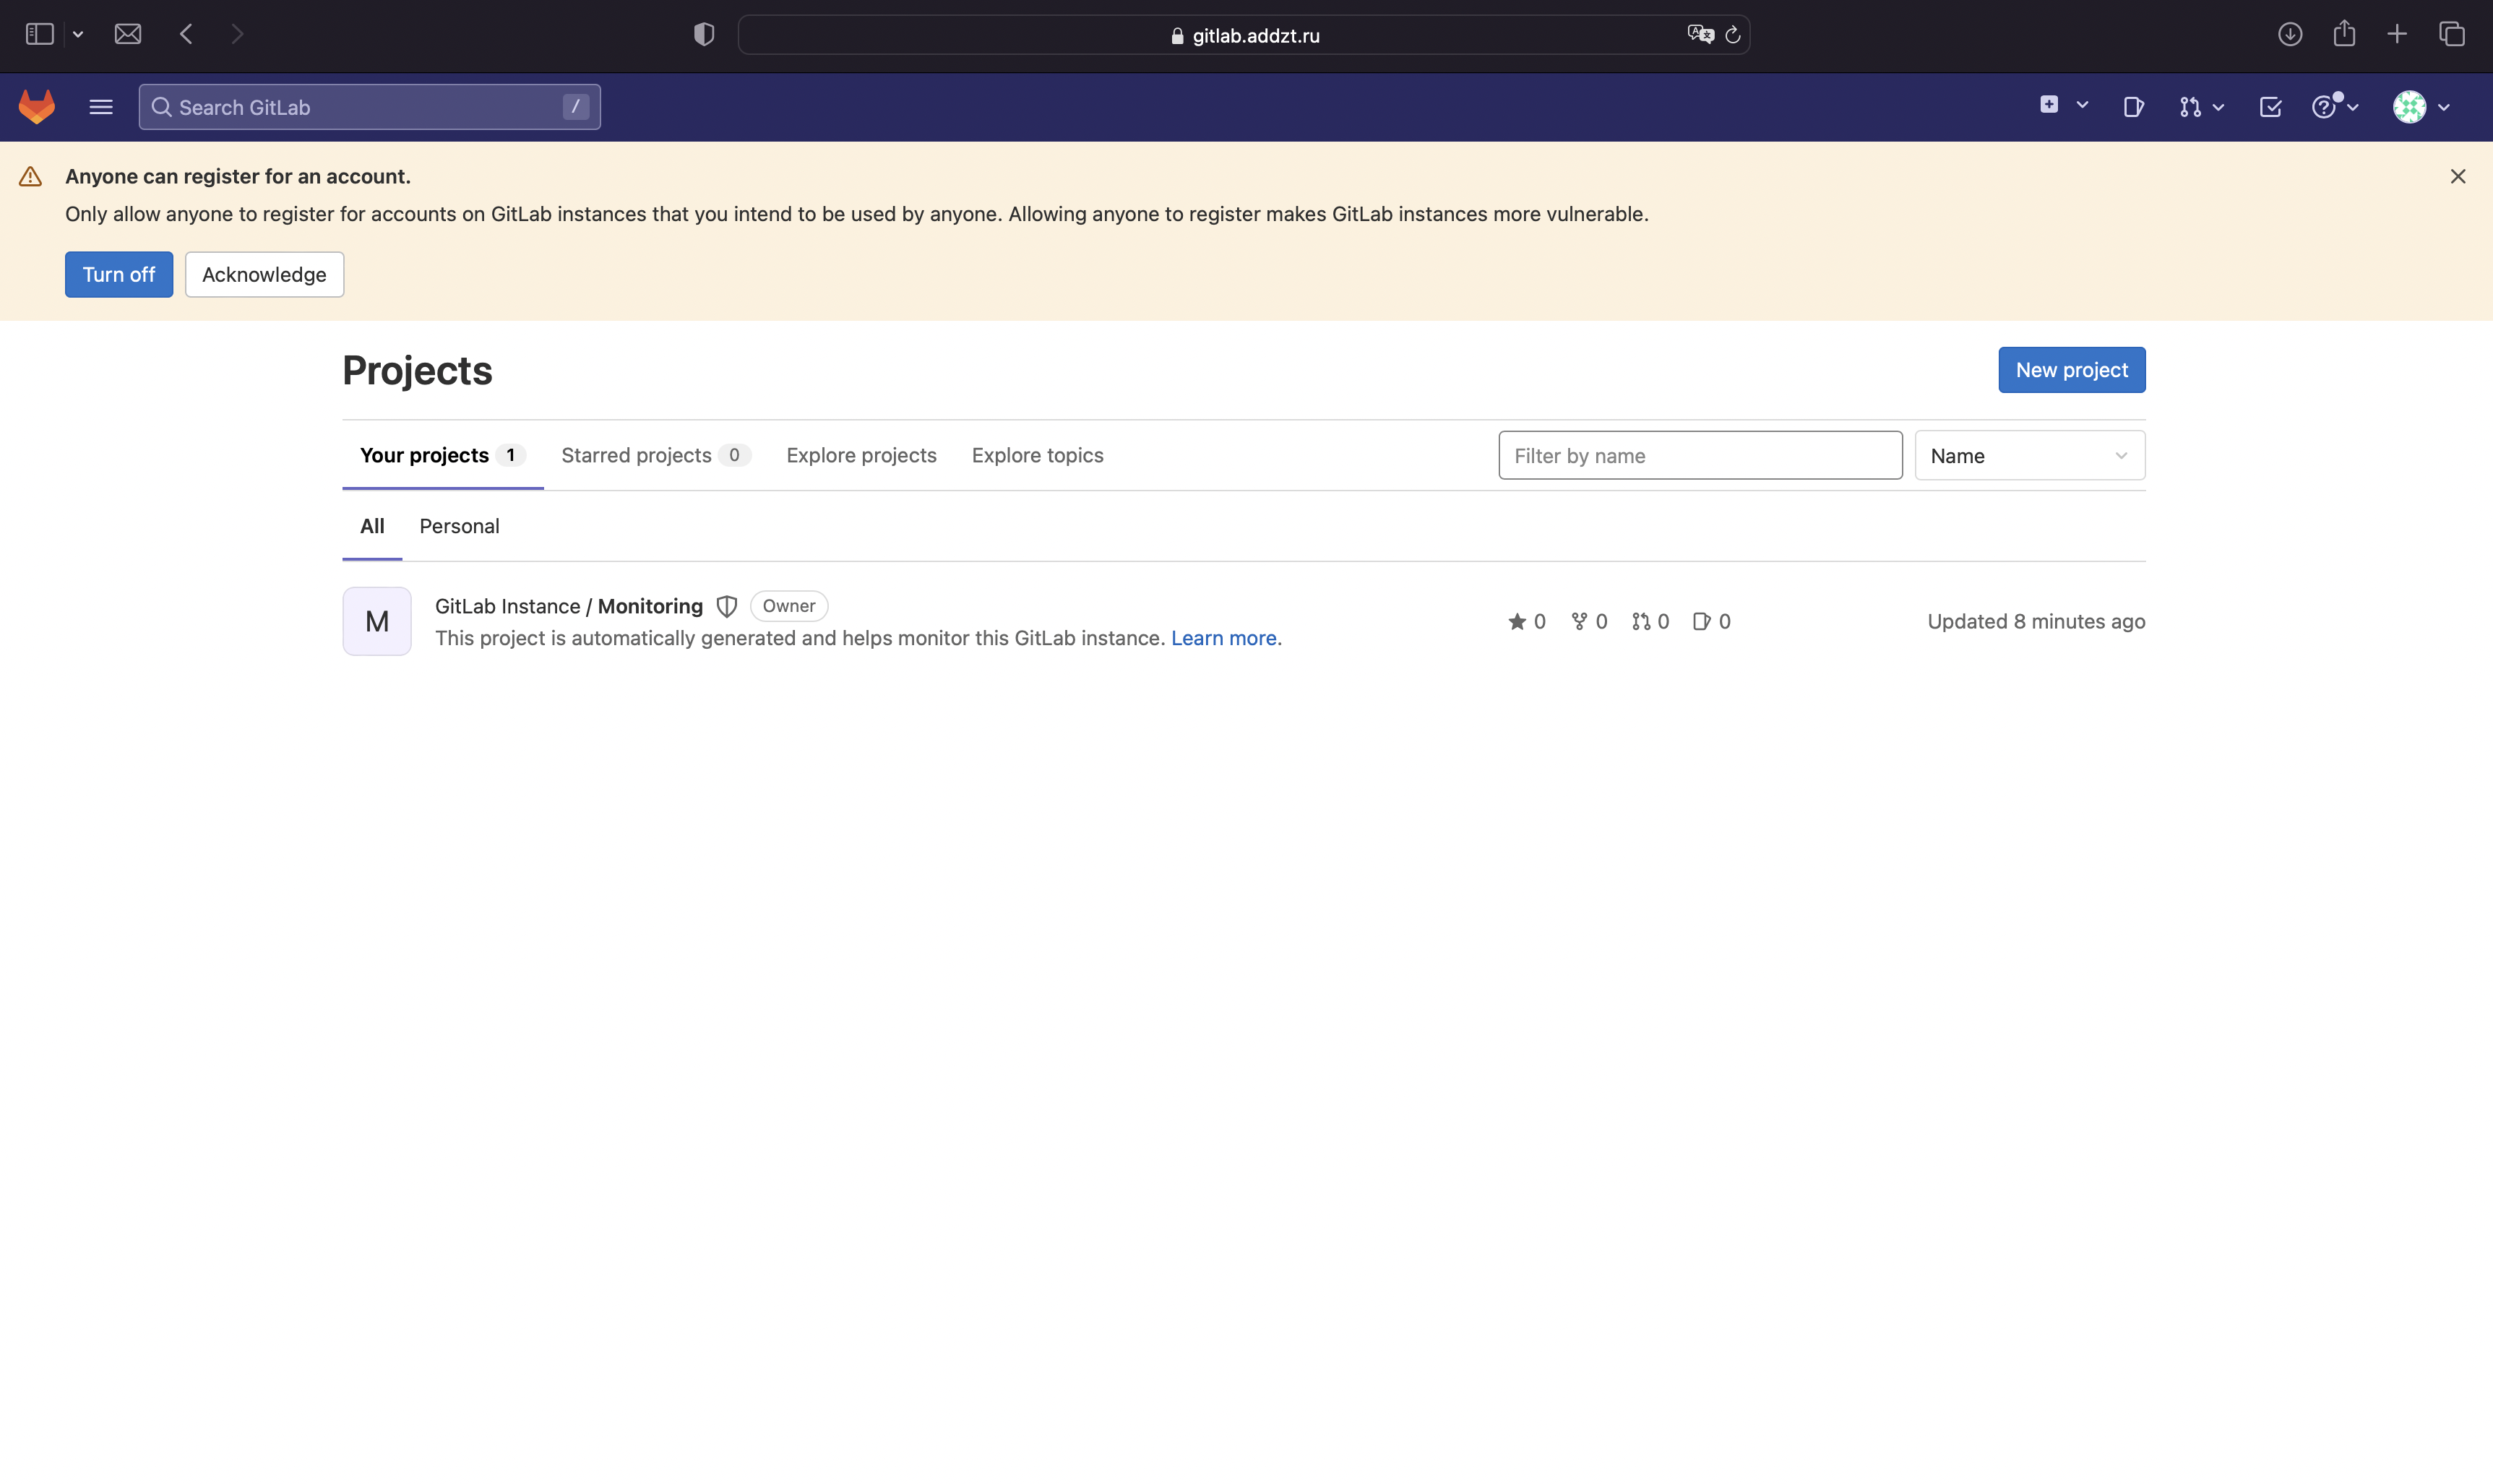 gitlab.addzt.ru
Search GitLab /
Anyone can register for an account.
Only allow anyone to register for accounts on GitLab instances that you intend to be used by anyone. Allowing anyone to register makes GitLab instances more vulnerable.
Turn off Acknowledge
Projects New project
Your projects 1 Starred projects 0 Explore projects Explore topics Filter by name Name
All Personal
M
GitLab Instance / Monitoring Owner
This project is automatically generated and helps monitor this GitLab instance. Learn more.
0 0 0 0 Updated 8 minutes ago